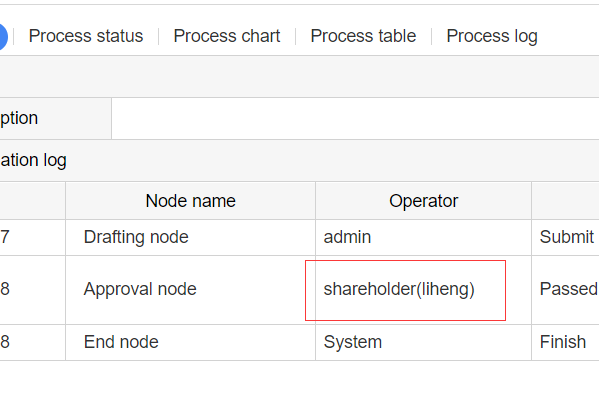 Process status Process chart Process table Process log
ption
ation log
Node name Operator
7 Drafting node admin Submit
8 Approval node shareholder(liheng) Passed
8 End node System Finish